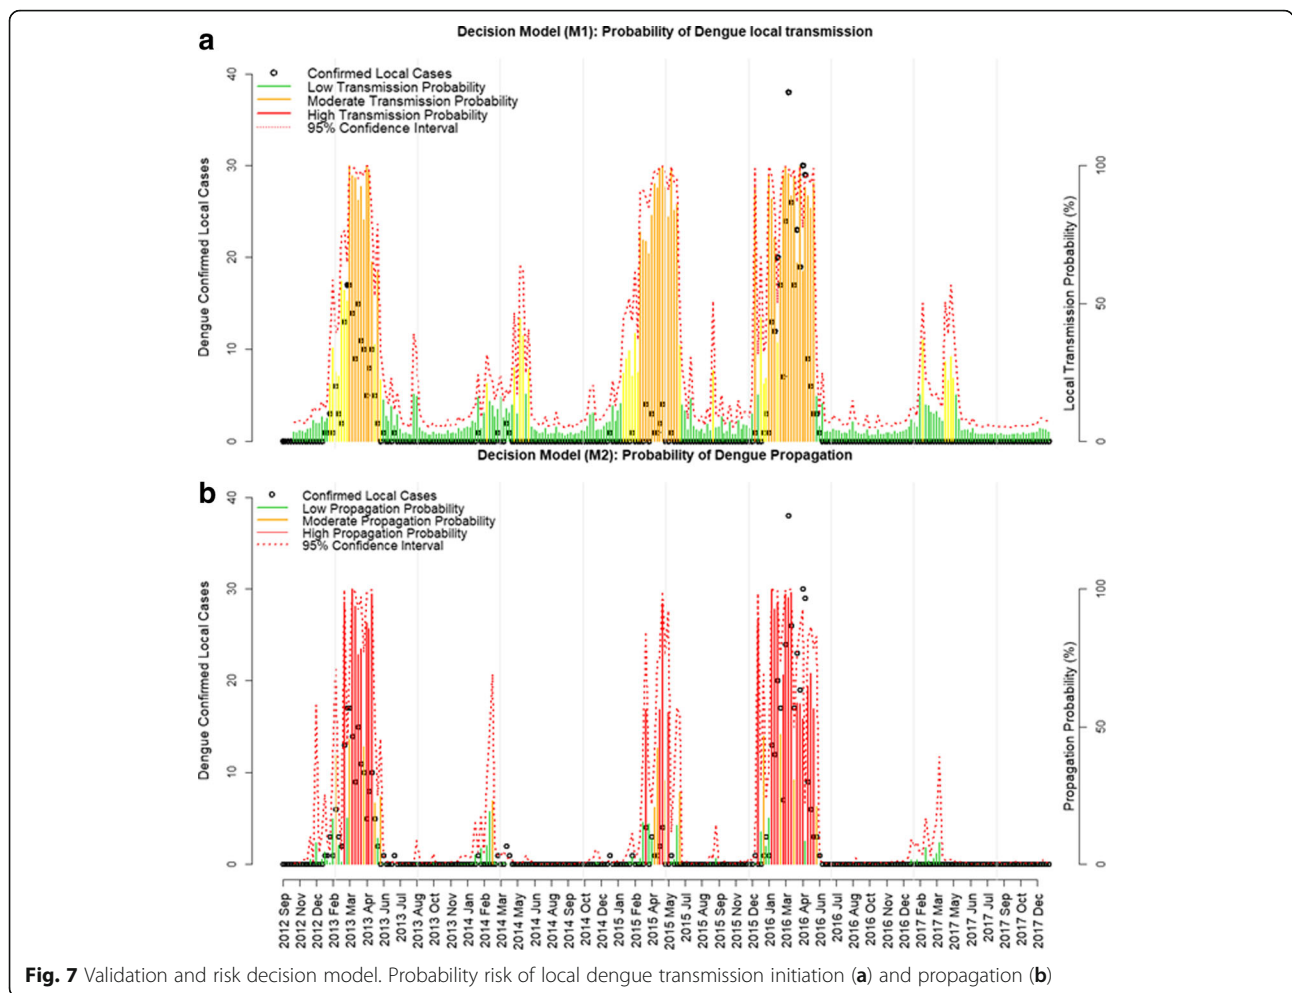 a
Decision Model (M1): Probability of Dengue local transmission
Confirmed Local Cases
Low Transmission Probability
Moderate Transmission Probability
High Transmission Probability
95% Confidence Interval
Dengue Confirmed Local Cases
0
10
20
30
40
Local Transmission Probability (%)
0
50
100
Decision Model (M2): Probability of Dengue Propagation
b
Confirmed Local Cases
Low Propagation Probability
Moderate Propagation Probability
High Propagation Probability
95% Confidence Interval
Dengue Confirmed Local Cases
0
10
20
30
40
Propagation Probability (%)
0
50
100
2012 Sep
2012 Nov
2012 Dec
2013 Feb
2013 Mar
2013 Apr
2013 Jun
2013 Jul
2013 Aug
2013 Oct
2013 Nov
2014 Jan
2014 Feb
2014 Mar
2014 May
2014 Jun
2014 Aug
2014 Sep
2014 Oct
2014 Dec
2015 Jan
2015 Feb
2015 Apr
2015 May
2015 Jul
2015 Aug
2015 Sep
2015 Nov
2015 Dec
2016 Jan
2016 Mar
2016 Apr
2016 Jun
2016 Jul
2016 Aug
2016 Oct
2016 Nov
2016 Dec
2017 Feb
2017 Mar
2017 May
2017 Jun
2017 Jul
2017 Sep
2017 Oct
2017 Dec
Fig. 7 Validation and risk decision model. Probability risk of local dengue transmission initiation (a) and propagation (b)